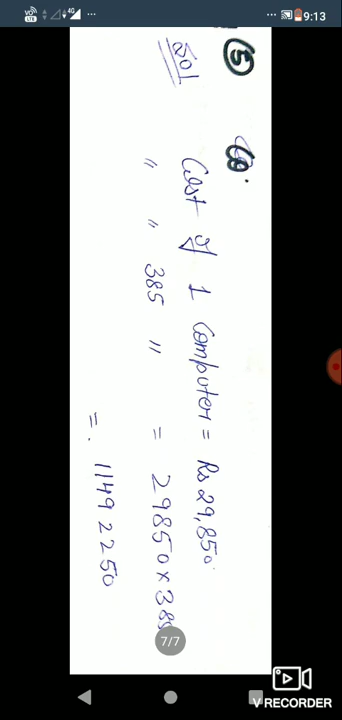 9:13
5
Sol
Cost of 1 Computer = Rs 29,850
" " 385 " = 29850 x 385
= 11492250
7/7
V RECORDER